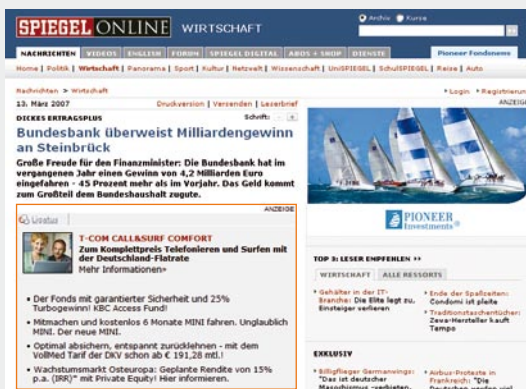 SPIEGEL ONLINE WIRTSCHAFT
Archiv Kurse
NACHRICHTEN VIDEOS ENGLISH FORUM SPIEGEL DIGITAL ABOS + SHOP DIENSTE Pioneer Fondsnews
Home | Politik | Wirtschaft | Panorama | Sport | Kultur | Netzwelt | Wissenschaft | UniSPIEGEL | SchulSPIEGEL | Reise | Auto
Nachrichten > Wirtschaft
Login Registrierung
13. März 2007 Druckversion | Versenden | Leserbrief
ANZEIGE
DICKES ERTRAGSPLUS
Schrift: - +
Bundesbank überweist Milliardengewinn
an Steinbrück
Große Freude für den Finanzminister: Die Bundesbank hat im
vergangenen Jahr einen Gewinn von 4,2 Milliarden Euro
eingefahren - 45 Prozent mehr als im Vorjahr. Das Geld kommt
zum Großteil dem Bundeshaushalt zugute.
ANZEIGE
Ligatus
T-COM CALL&SURF COMFORT
Zum Komplettpreis Telefonieren und Surfen mit
der Deutschland-Flatrate
Mehr Informationen»
• Der Fonds mit garantierter Sicherheit und 25%
Turbogewinn! KBC Access Fund!
• Mitmachen und kostenlos 6 Monate MINI fahren. Unglaublich
MINI. Der neue MINI.
• Optimal absichern, entspannt zurücklehnen - mit dem
VollMed Tarif der DKV schon ab € 191,28 mtl.!
• Wachstumsmarkt Osteuropa: Geplante Rendite von 15%
p.a. (IRR)* mit Private Equity! Hier informieren.
PIONEER
Investments®
TOP 3: LESER EMPFEHLEN
WIRTSCHAFT ALLE RESSORTS
Gehälter in der IT-
Branche: Die Elite legt zu,
Einsteiger verlieren
Ende der Spaßzeiten:
Condomi ist pleite
Traditionstaschentücher:
Zewa-Hersteller kauft
Tempo
EXKLUSIV
Billigflieger Germanwings:
"Das ist deutscher
Masochismus -verbieten,
Airbus-Proteste in
Frankreich: "Die